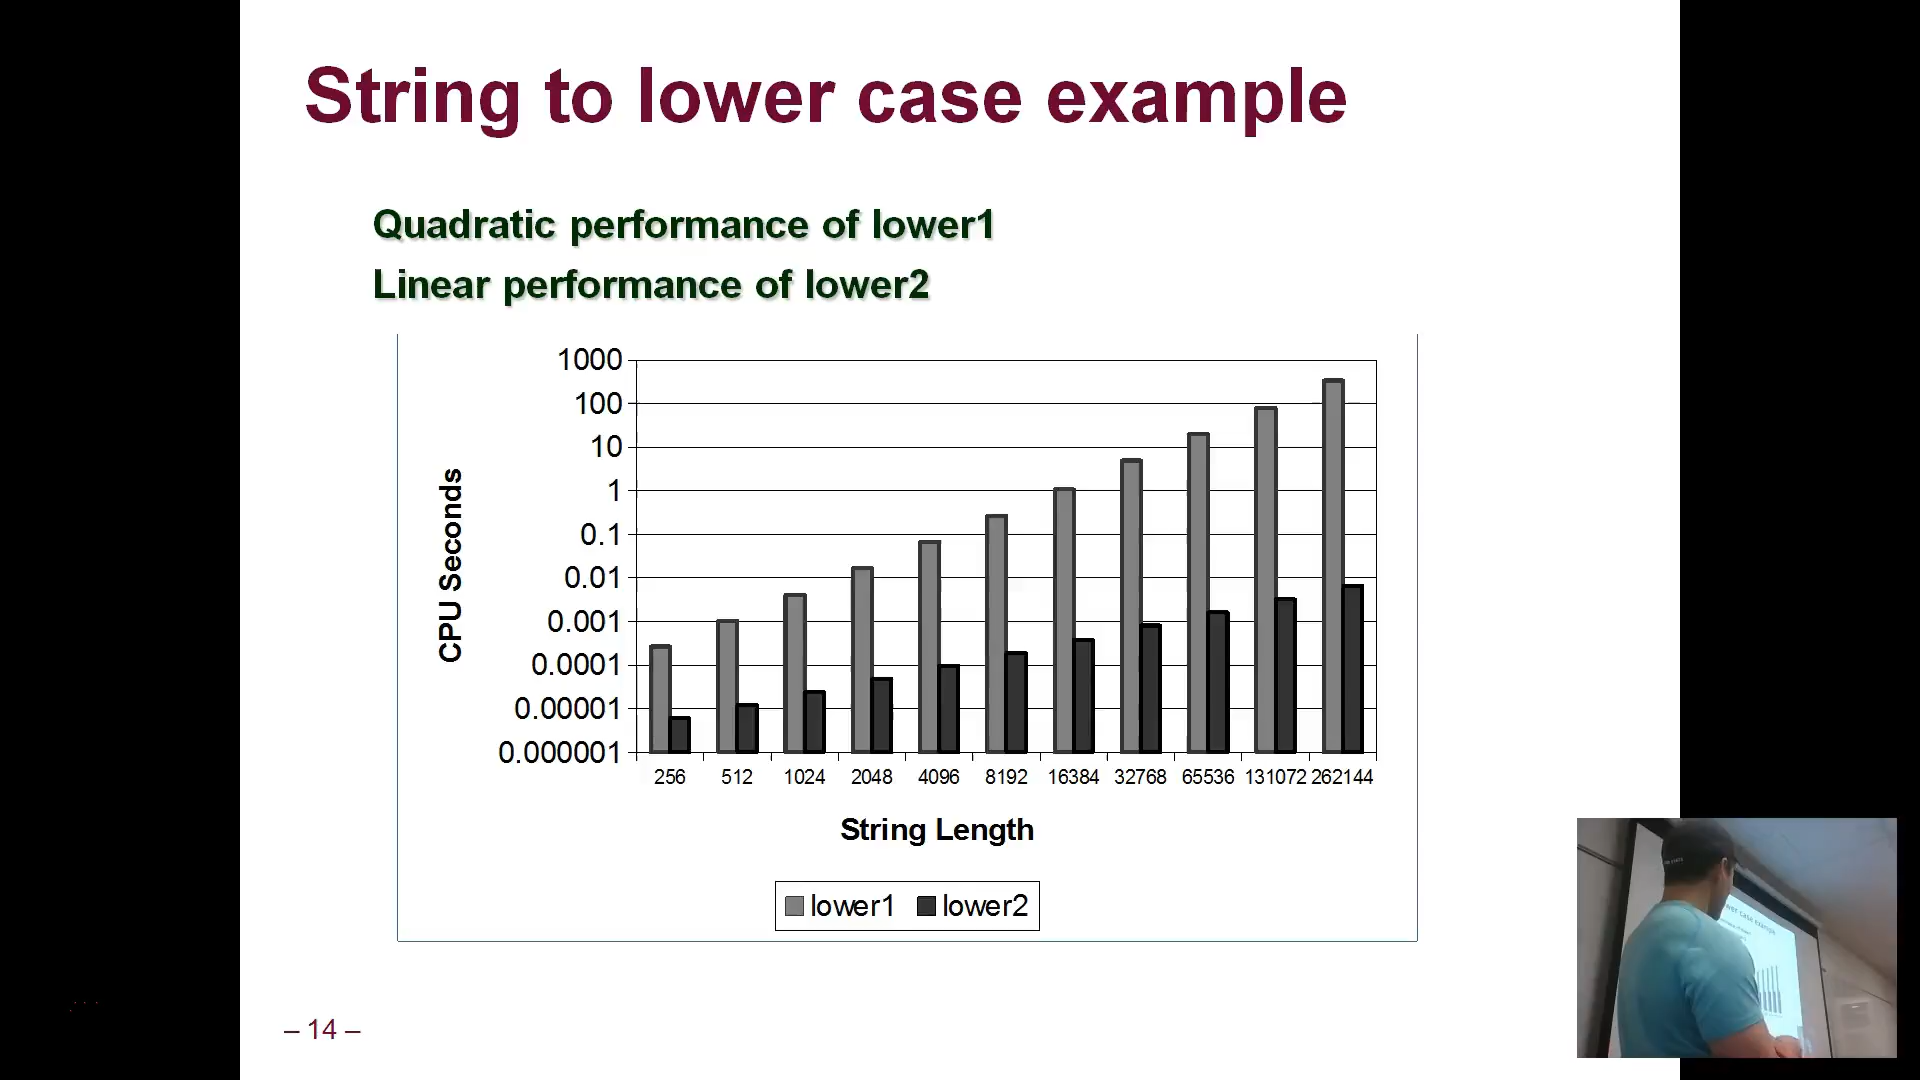 String to lower case example
Quadratic performance of lower1
Linear performance of lower2
1000
100
10
1
0.1
0.01
0.001
0.0001
0.00001
0.000001
CPU Seconds
256 512 1024 2048 4096 8192 16384 32768 65536 131072 262144
String Length
lower1 lower2
– 14 –